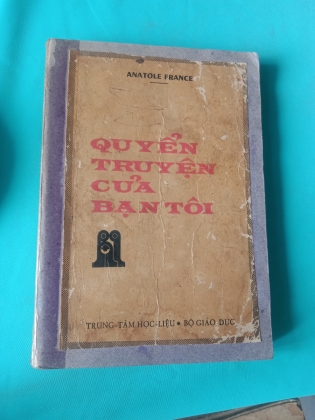 ANATOLE FRANCE
QUYỂN
TRUYỆN
CỦA
BẠN TÔI
TRUNG-TÂM HỌC-LIỆU • BỘ GIÁO DỤC